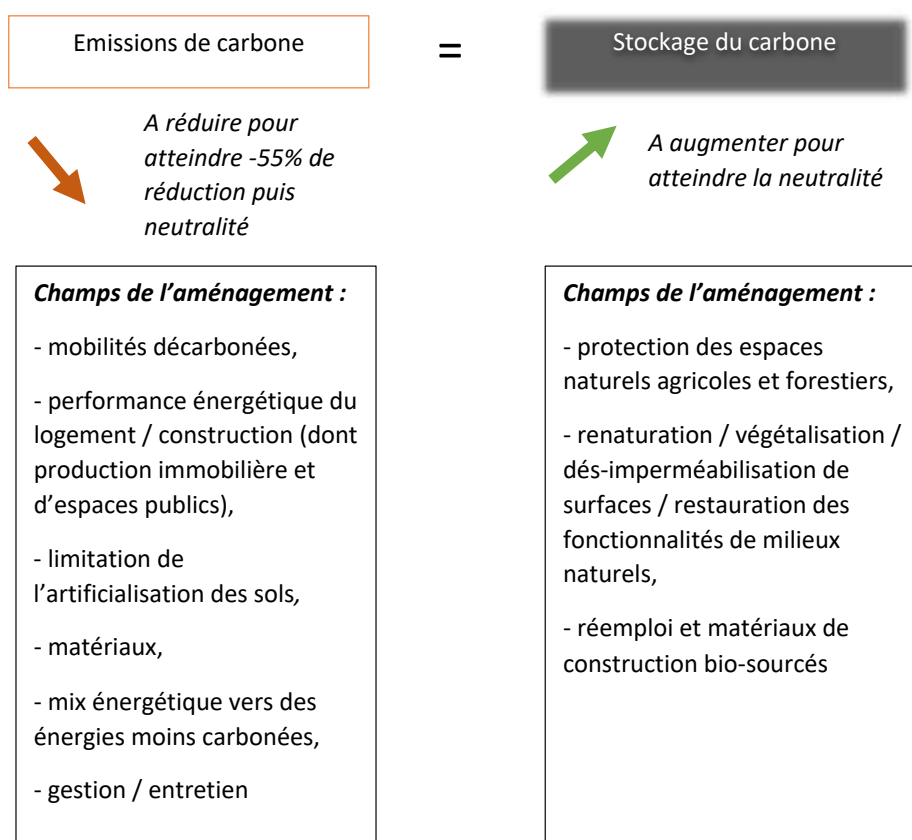 Emissions de carbone
=
Stockage du carbone
A réduire pour
atteindre -55% de
réduction puis
neutralité
A augmenter pour
atteindre la neutralité
Champs de l’aménagement :
- mobilités décarbonées,
- performance énergétique du
logement / construction (dont
production immobilière et
d’espaces publics),
- limitation de
l’artificialisation des sols,
- matériaux,
- mix énergétique vers des
énergies moins carbonées,
- gestion / entretien
Champs de l’aménagement :
- protection des espaces
naturels agricoles et forestiers,
- renaturation / végétalisation /
dés-imperméabilisation de
surfaces / restauration des
fonctionnalités de milieux
naturels,
- réemploi et matériaux de
construction bio-sourcés